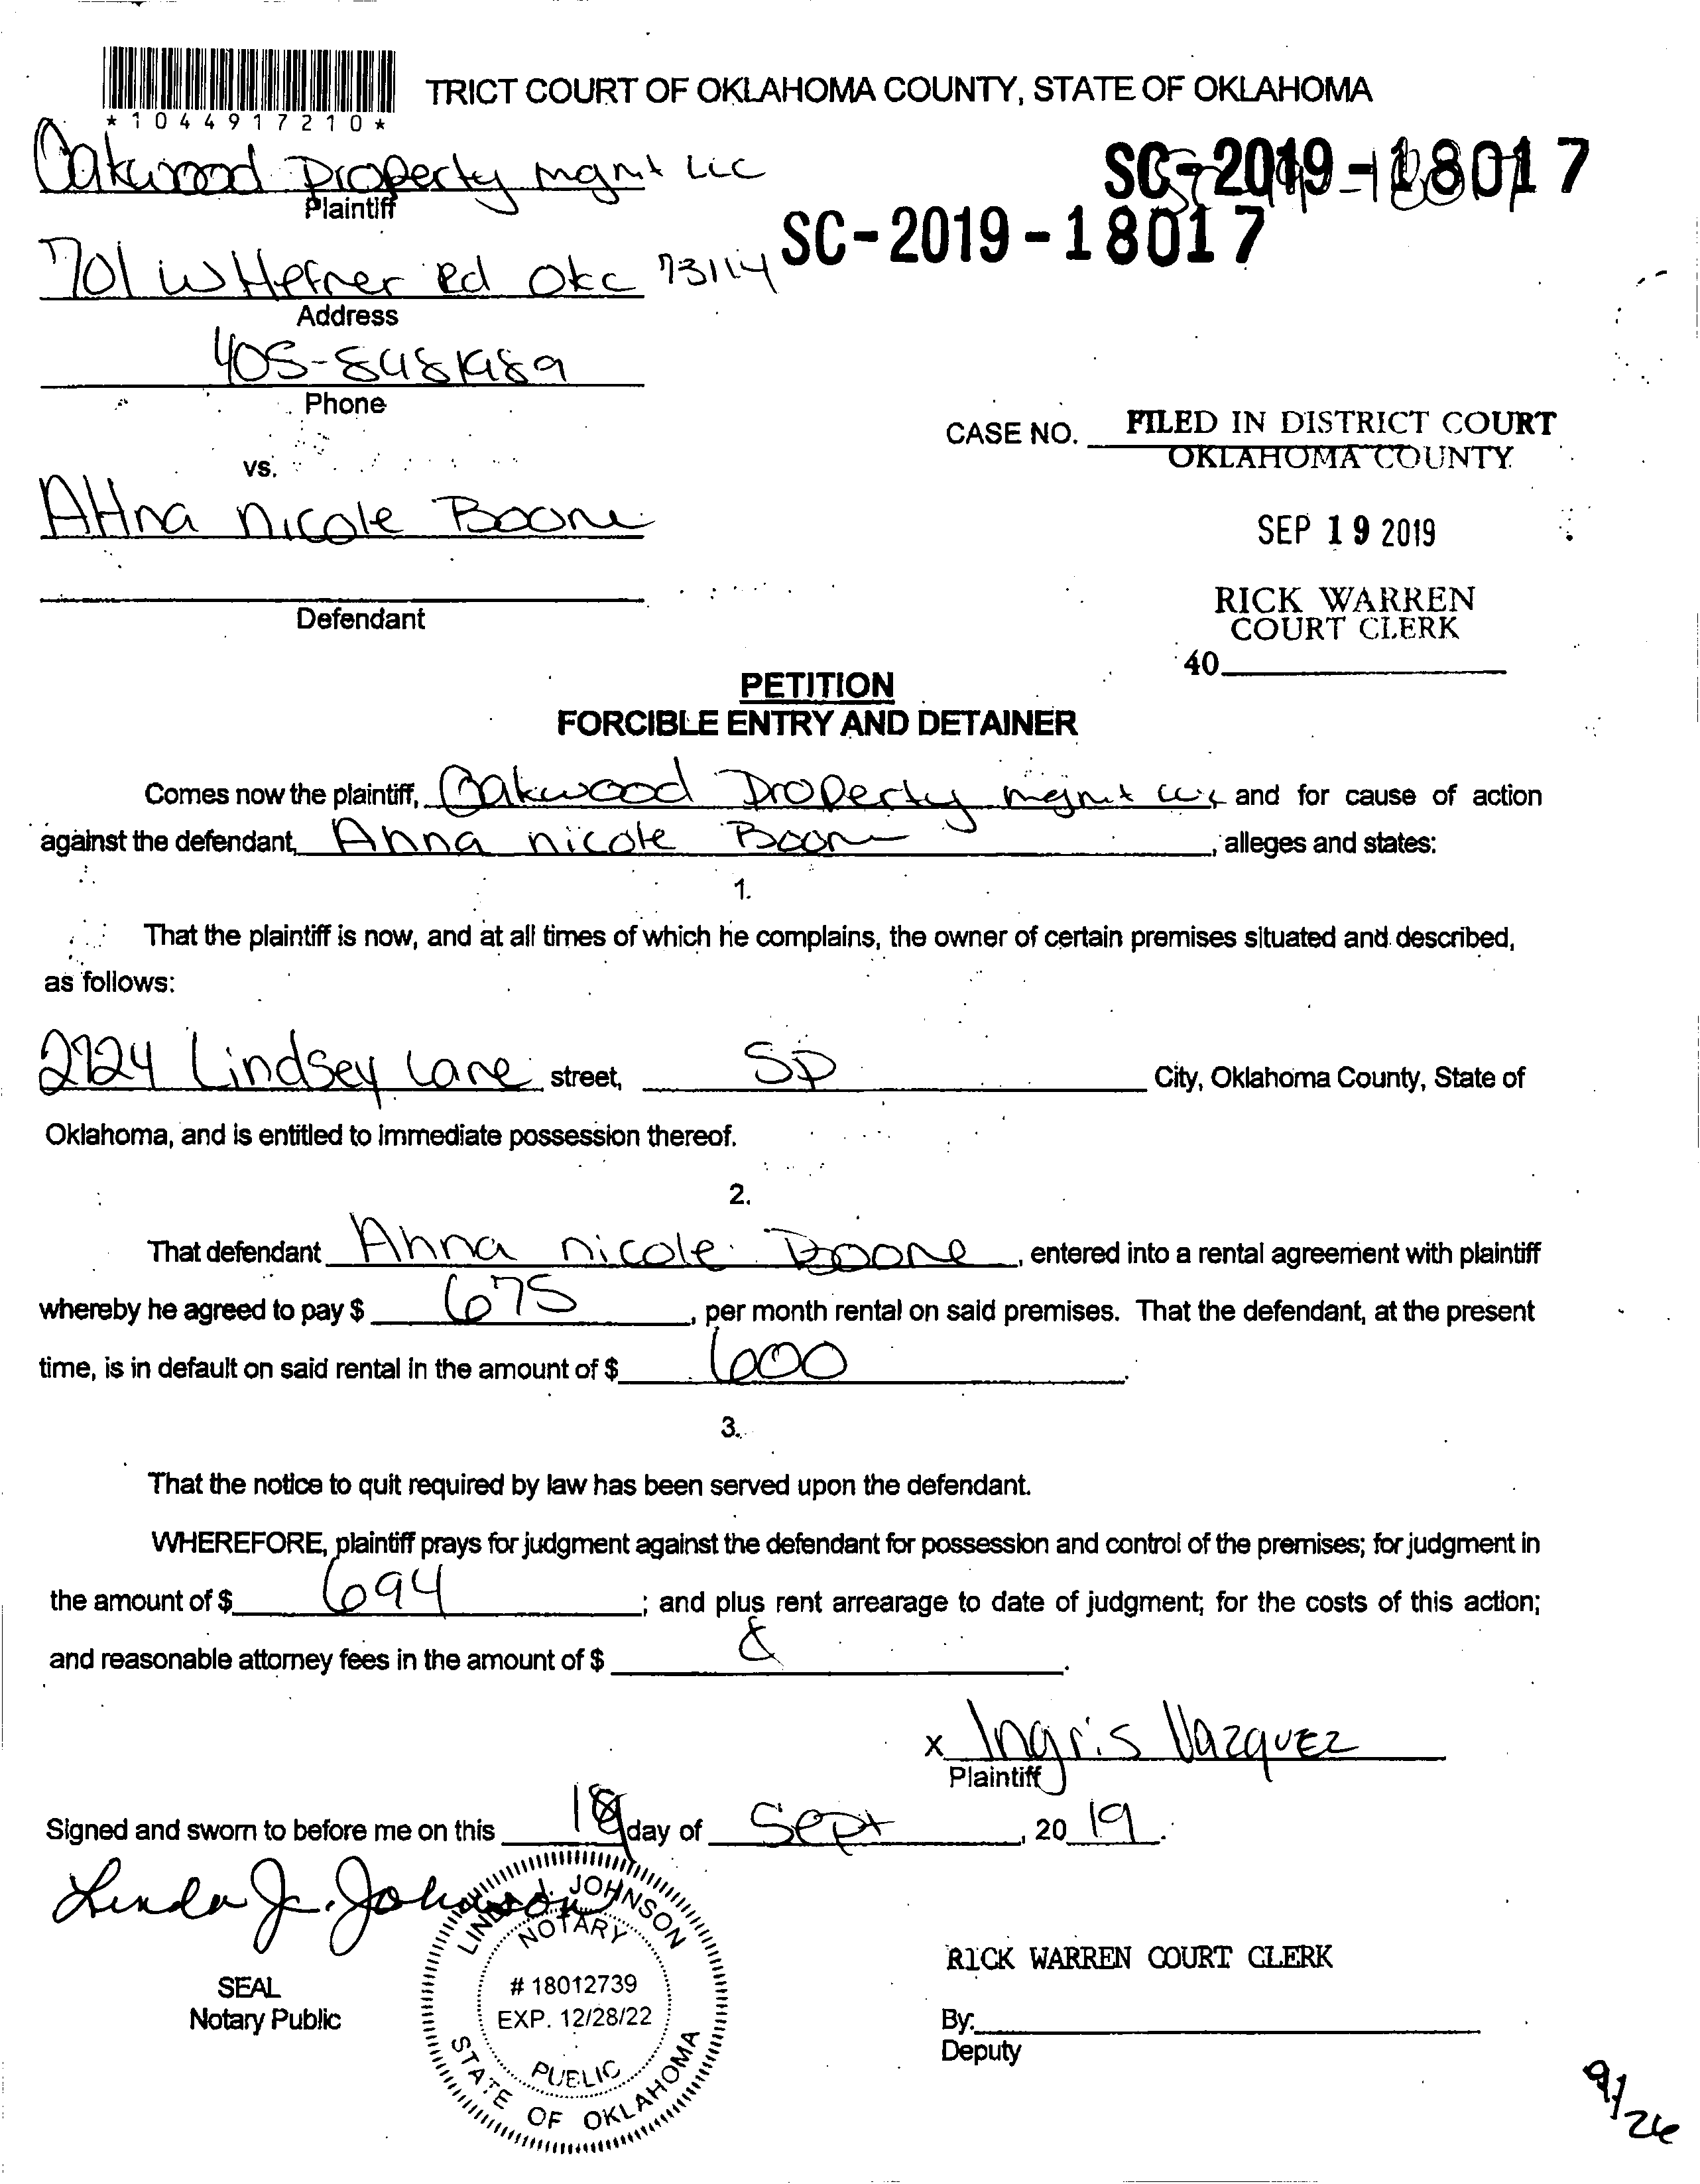 *1044917210*
TRICT COURT OF OKLAHOMA COUNTY, STATE OF OKLAHOMA
Oakwood Property mgmt LLC
Plaintiff
SC-2019-18017
SC-2019-18017
701 W Hefner Rd OKC 73114
Address
405-8481989
Phone
CASE NO.
FILED IN DISTRICT COURT
OKLAHOMA COUNTY
vs.
Anna nicole Boone
SEP 19 2019
Defendant
RICK WARREN
COURT CLERK
40
PETITION
FORCIBLE ENTRY AND DETAINER
Comes now the plaintiff, Oakwood Property mgmt LLC and for cause of action
against the defendant, Anna nicole Boone, alleges and states:
1.
That the plaintiff is now, and at all times of which he complains, the owner of certain premises situated and described,
as follows:
2724 Lindsey Lane street, SP City, Oklahoma County, State of
Oklahoma, and is entitled to immediate possession thereof.
2.
That defendant Anna nicole Boone, entered into a rental agreement with plaintiff
whereby he agreed to pay $ 675, per month rental on said premises. That the defendant, at the present
time, is in default on said rental in the amount of $ 600.
3.
That the notice to quit required by law has been served upon the defendant.
WHEREFORE, plaintiff prays for judgment against the defendant for possession and control of the premises; for judgment in
the amount of $ 694; and plus rent arrearage to date of judgment; for the costs of this action;
and reasonable attorney fees in the amount of $
x Ingris Vazquez
Plaintiff
Signed and sworn to before me on this 19 day of Sept, 2019.
Linda J. Johnson
LINDA J. JOHNSON
NOTARY
# 18012739
EXP. 12/28/22
PUBLIC
STATE OF OKLAHOMA
SEAL
Notary Public
RICK WARREN COURT CLERK
By:
Deputy
9/26